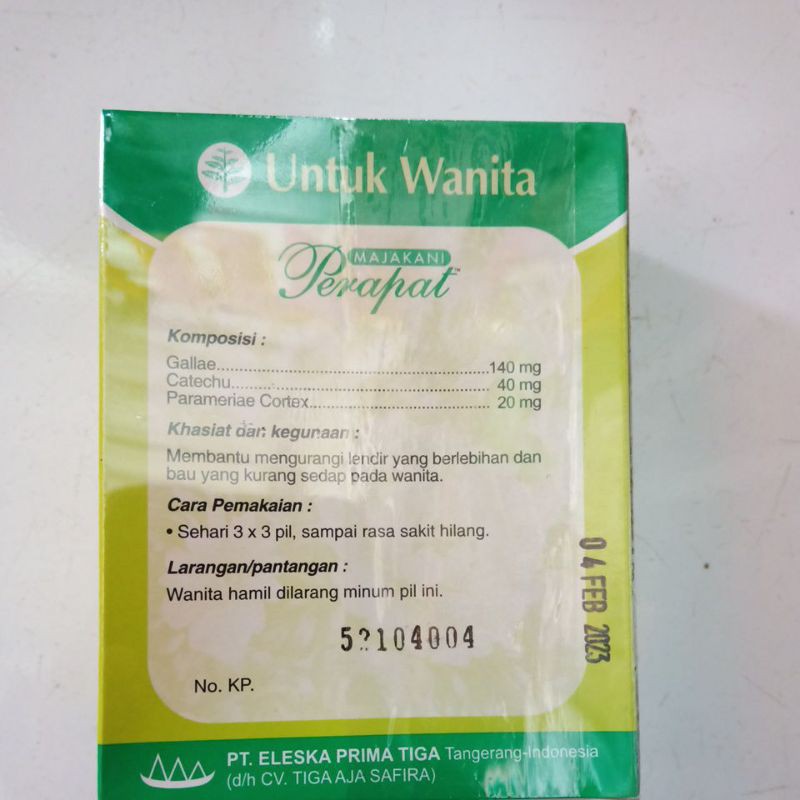 Untuk Wanita
MAJAKANI
Perapat™
Komposisi :
Gallae..........................................................140 mg
Catechu....................................................... 40 mg
Parameriae Cortex...................................... 20 mg
Khasiat dan kegunaan :
Membantu mengurangi lendir yang berlebihan dan
bau yang kurang sedap pada wanita.
Cara Pemakaian :
• Sehari 3 x 3 pil, sampai rasa sakit hilang.
Larangan/pantangan :
Wanita hamil dilarang minum pil ini.
04 FEB 2023
No. KP.
PT. ELESKA PRIMA TIGA Tangerang-Indonesia
(d/h CV. TIGA AJA SAFIRA)